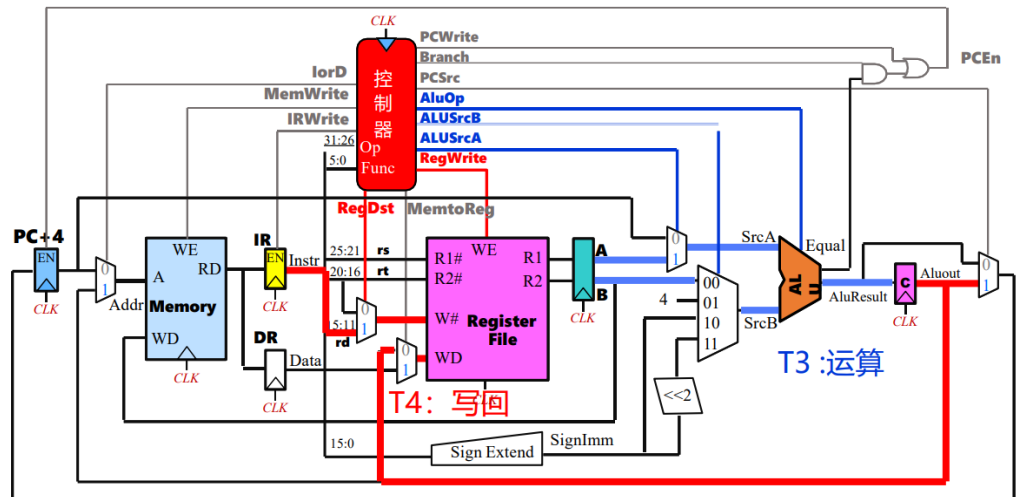 CLK
PCWrite
Branch
PCEn
IorD
PCSrc
MemWrite
AluOp
IRWrite
ALUSrcB
控制器
31:26
Op
ALUSrcA
5:0
Func
RegWrite
RegDst
MemtoReg
PC+4
IR
EN
WE
RD
A
Addr
Memory
WD
CLK
CLK
EN
Instr
CLK
25:21
rs
20:16
rt
15:11
rd
0
1
0
1
0
1
DR
Data
CLK
WE
R1#
R2#
W#
WD
R1
R2
Register
File
CLK
A
B
CLK
0
1
SrcA
4
00
01
10
11
SrcB
Equal
ALU
AluResult
C
Aluout
CLK
0
1
T3 :运算
T4：写回
<<2
15:0
Sign Extend
SignImm